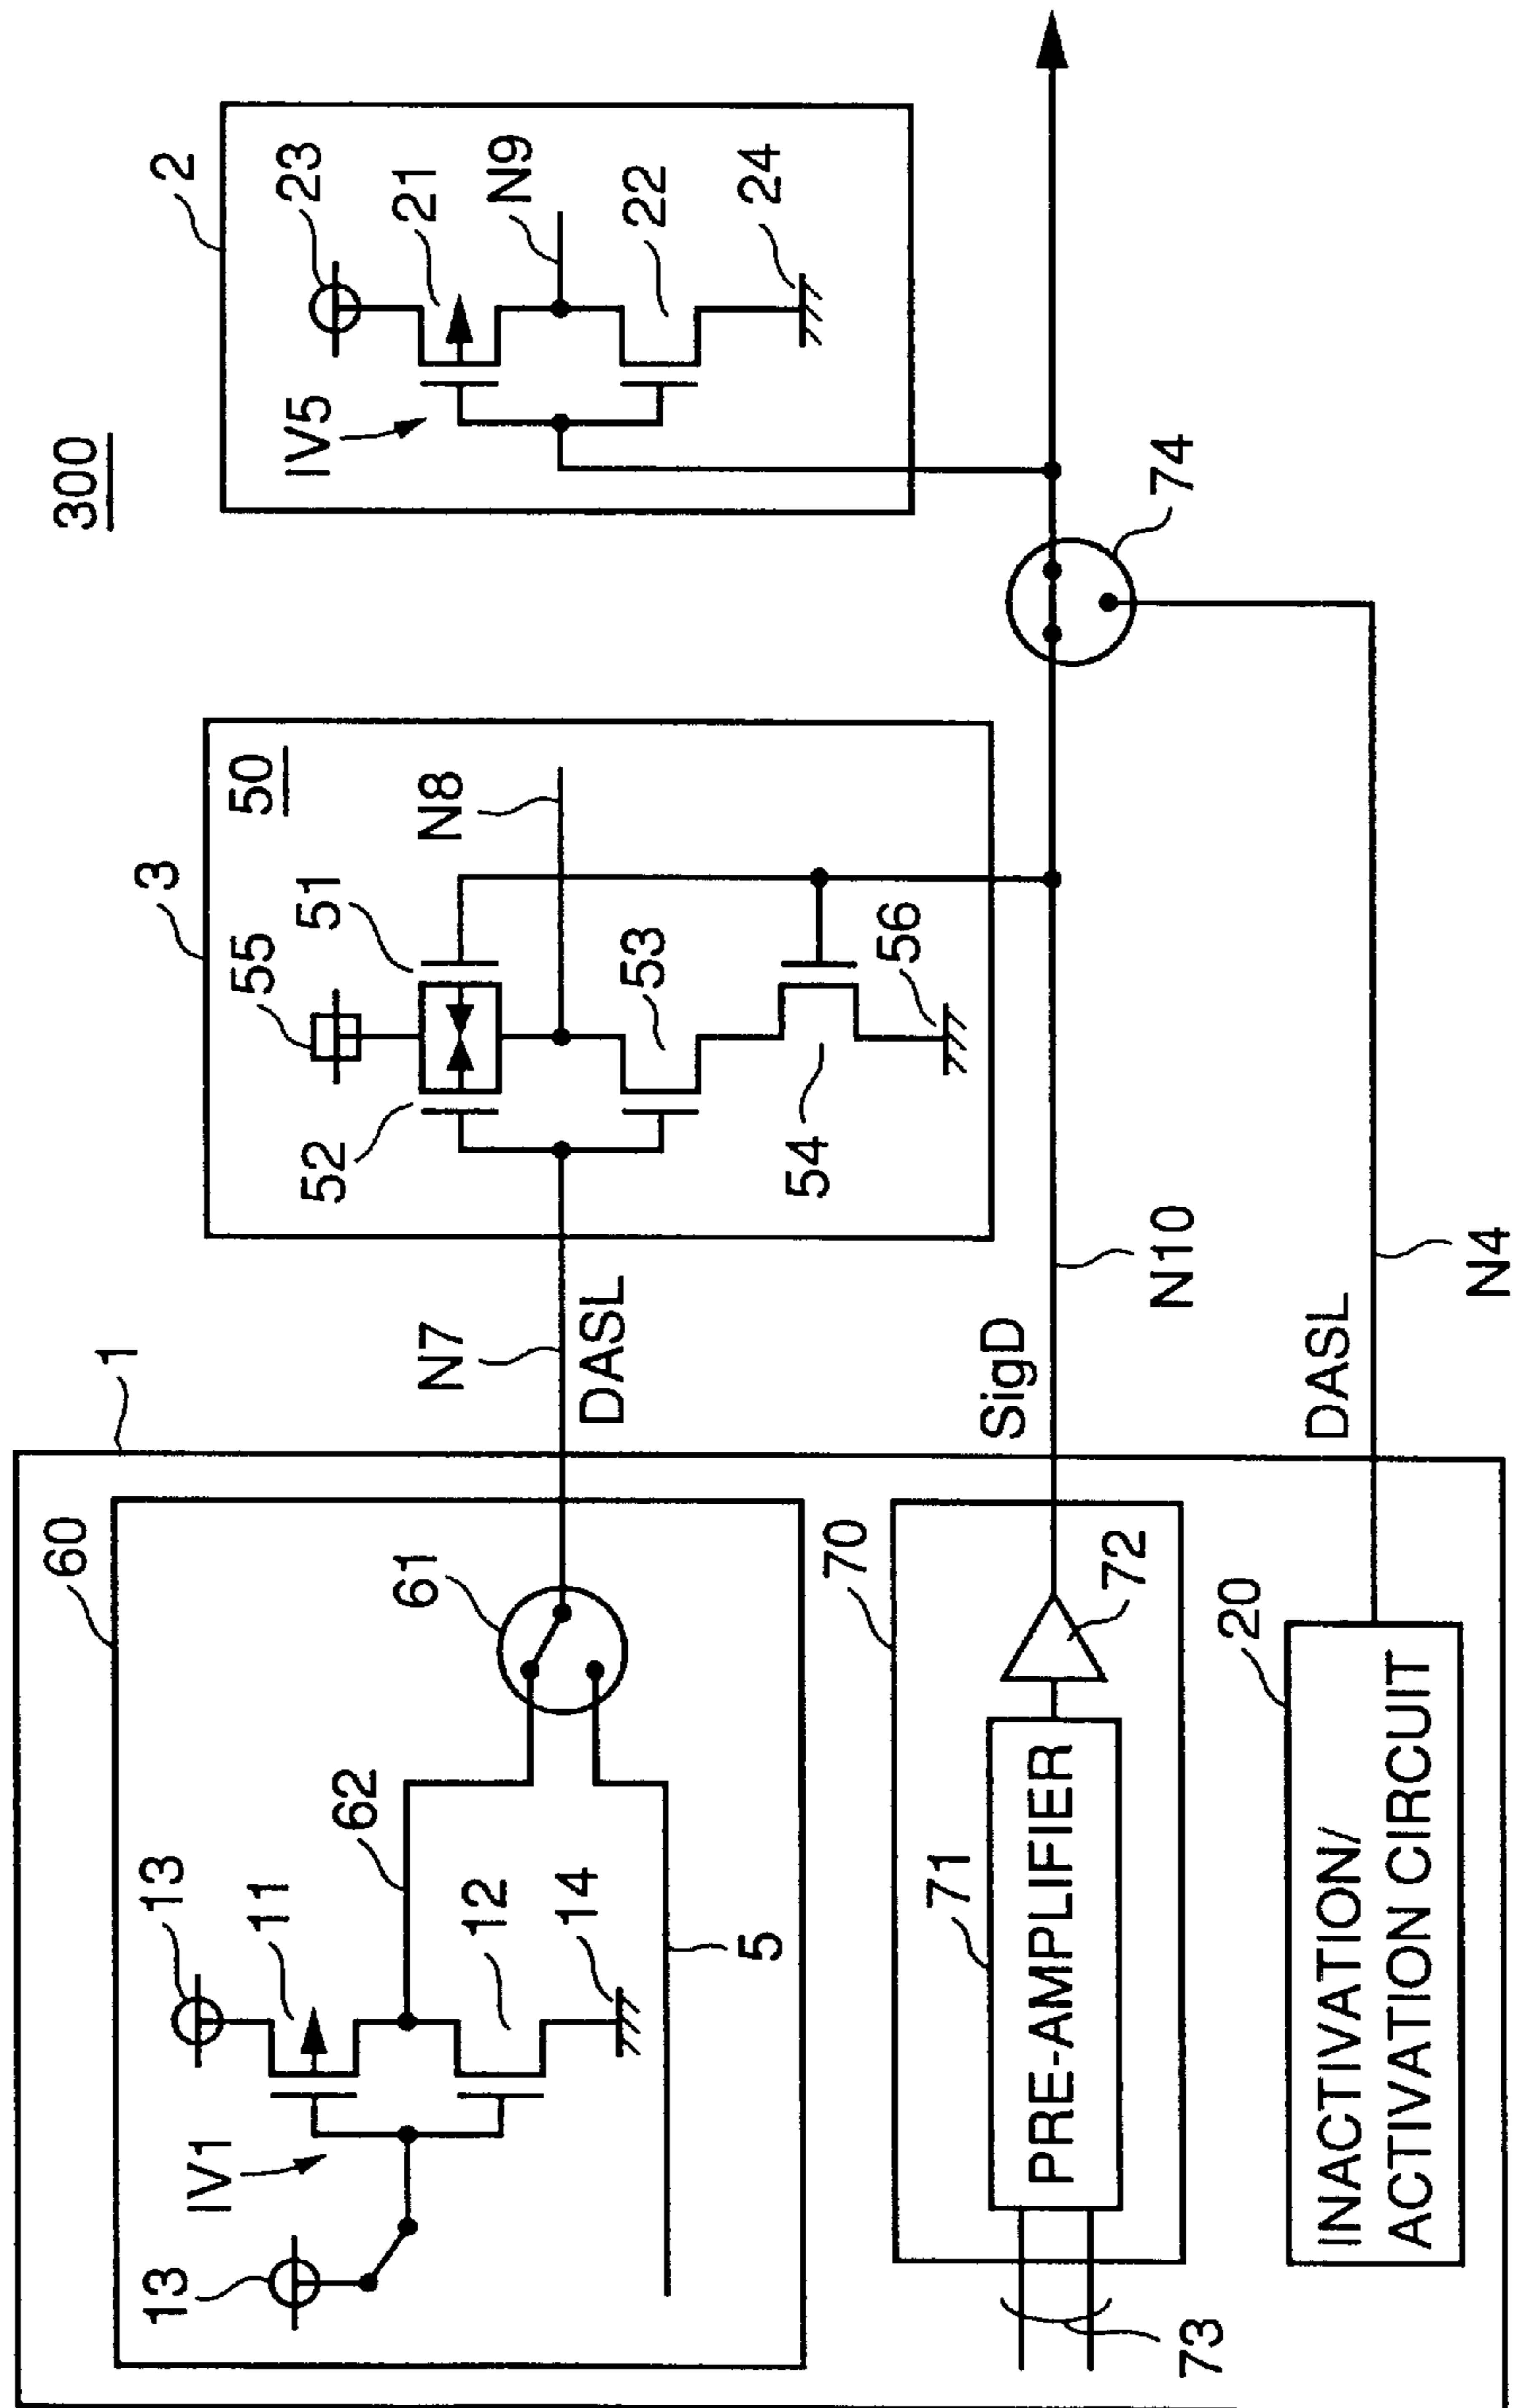 300
1
60
13
IV1
13
11
12
14
62
61
5
N7
DASL
3
50
55
52
51
53
54
56
N8
2
IV5
23
21
N9
22
24
70
71
PRE-AMPLIFIER
72
73
SigD
N10
74
20
INACTIVATION/
ACTIVATION CIRCUIT
DASL
N4